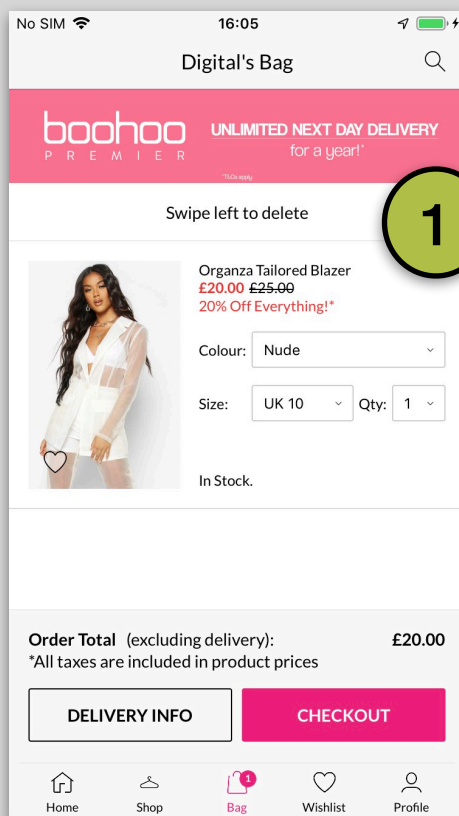 No SIM 16:05
Digital's Bag
boohoo
PREMIER
UNLIMITED NEXT DAY DELIVERY
for a year!*
*T&Cs apply
Swipe left to delete
1
Organza Tailored Blazer
£20.00 £25.00
20% Off Everything!*
Colour: Nude
Size: UK 10 Qty: 1
In Stock.
Order Total (excluding delivery): £20.00
*All taxes are included in product prices
DELIVERY INFO CHECKOUT
1
Home Shop Bag Wishlist Profile